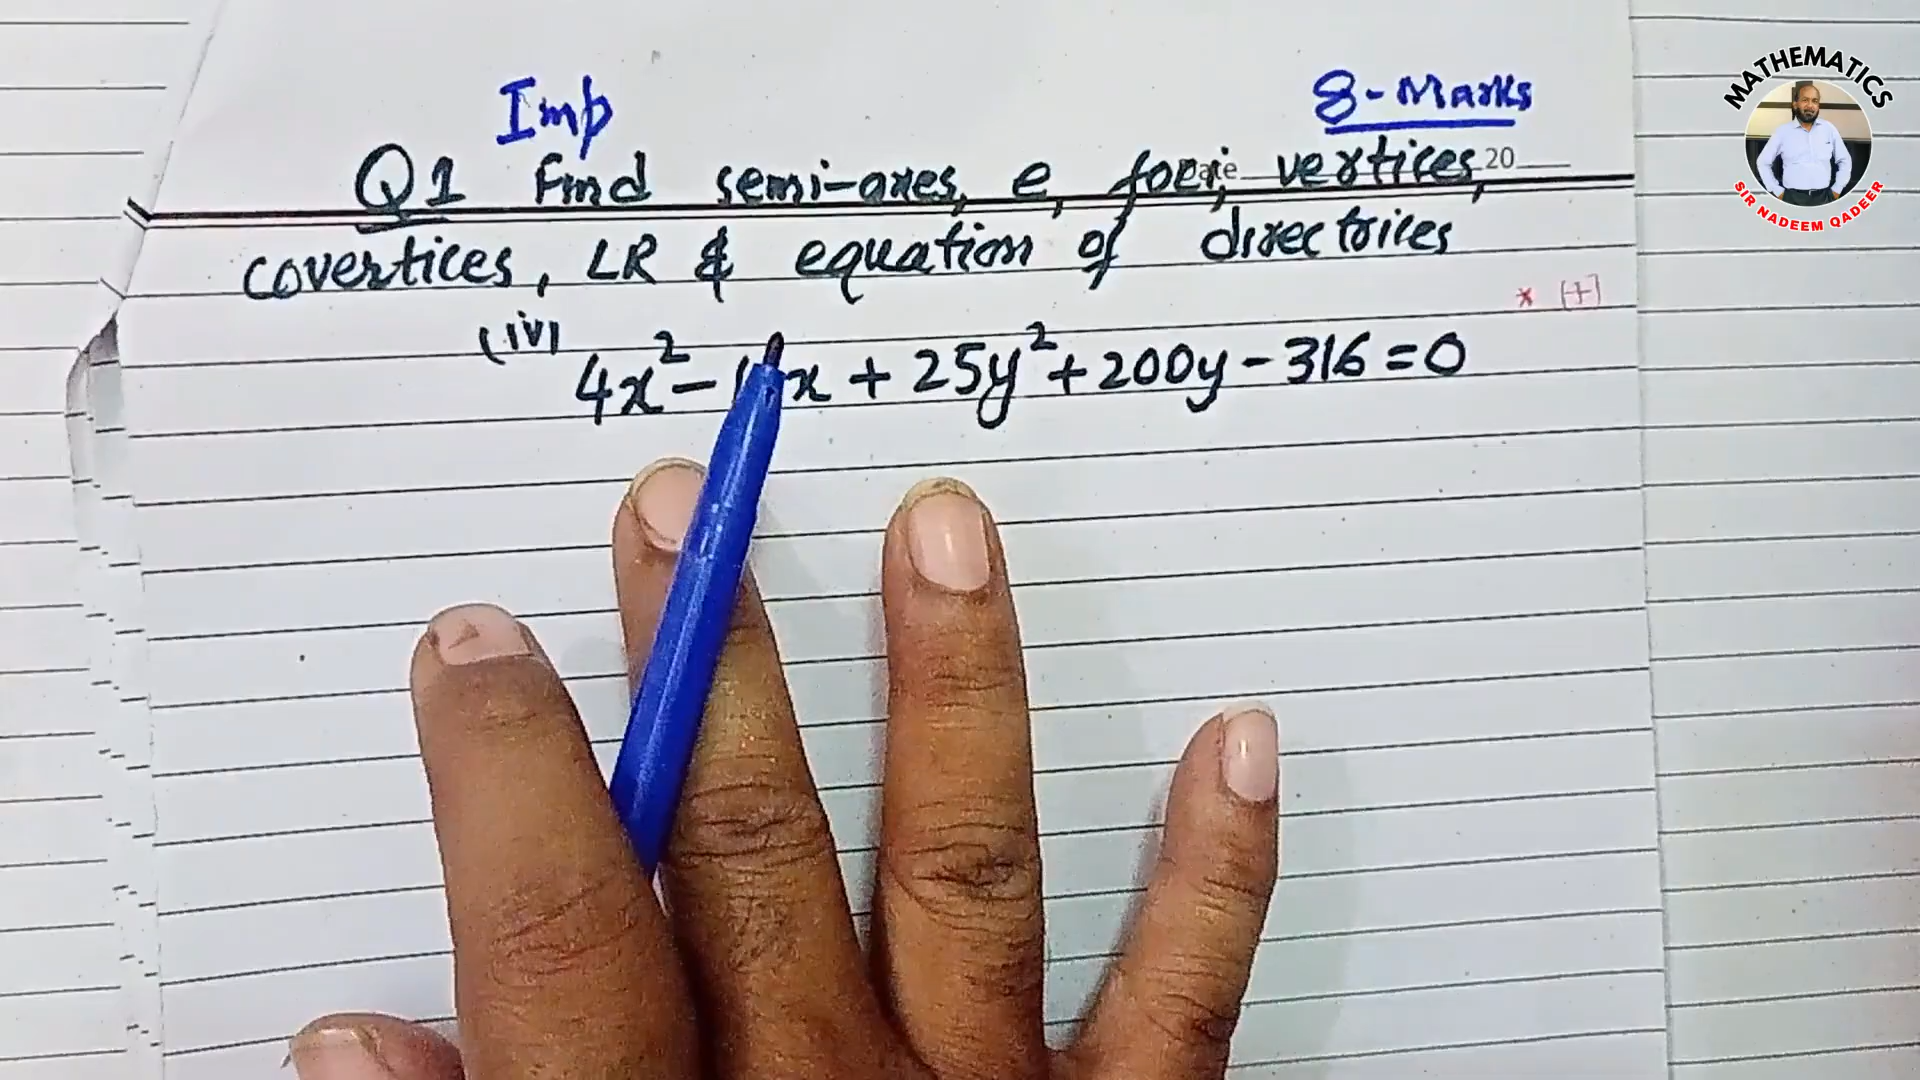 Imp
8-Marks
Q1 Find semi-axes, e, foci, vertices,
20
covertices, LR & equation of directrices
* [+]
(iv)
4x² - x + 25y² + 200y - 316 = 0
MATHEMATICS
SIR NADEEM QADEER